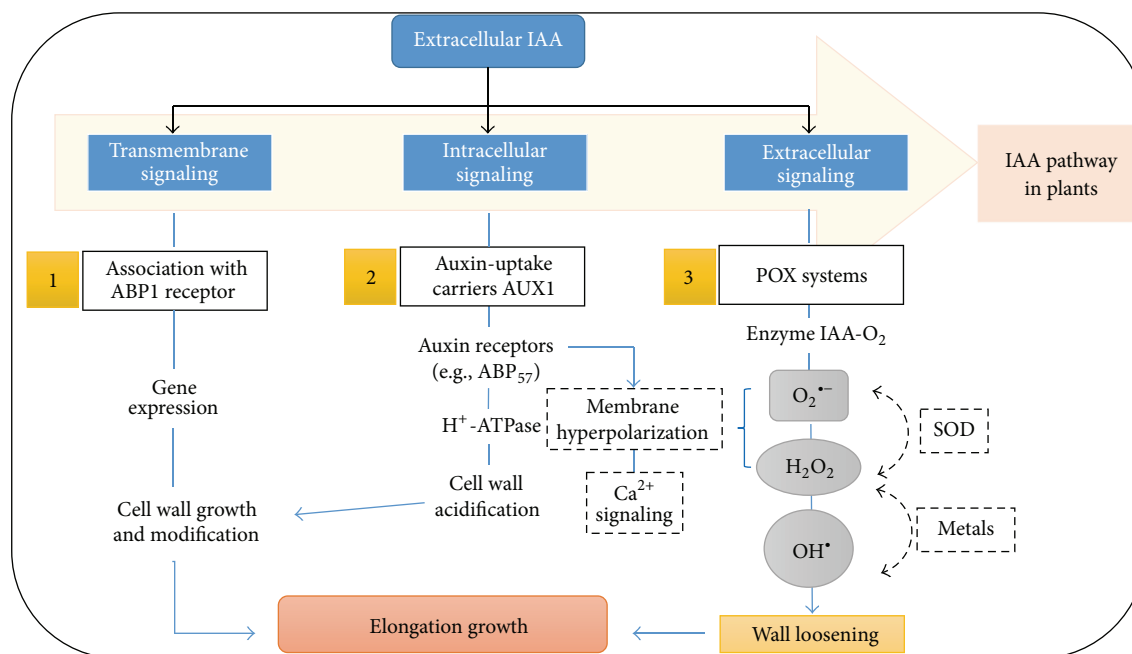 Extracellular IAA
Transmembrane
signaling
Intracellular
signaling
Extracellular
signaling
IAA pathway
in plants
1
Association with
ABP1 receptor
2
Auxin-uptake
carriers AUX1
3
POX systems
Gene
expression
Cell wall growth
and modification
Auxin receptors
(e.g., ABP₅₇)
H⁺-ATPase
Cell wall
acidification
Membrane
hyperpolarization
Ca²⁺
signaling
Enzyme IAA-O₂
O₂•⁻
H₂O₂
OH•
SOD
Metals
Elongation growth
Wall loosening